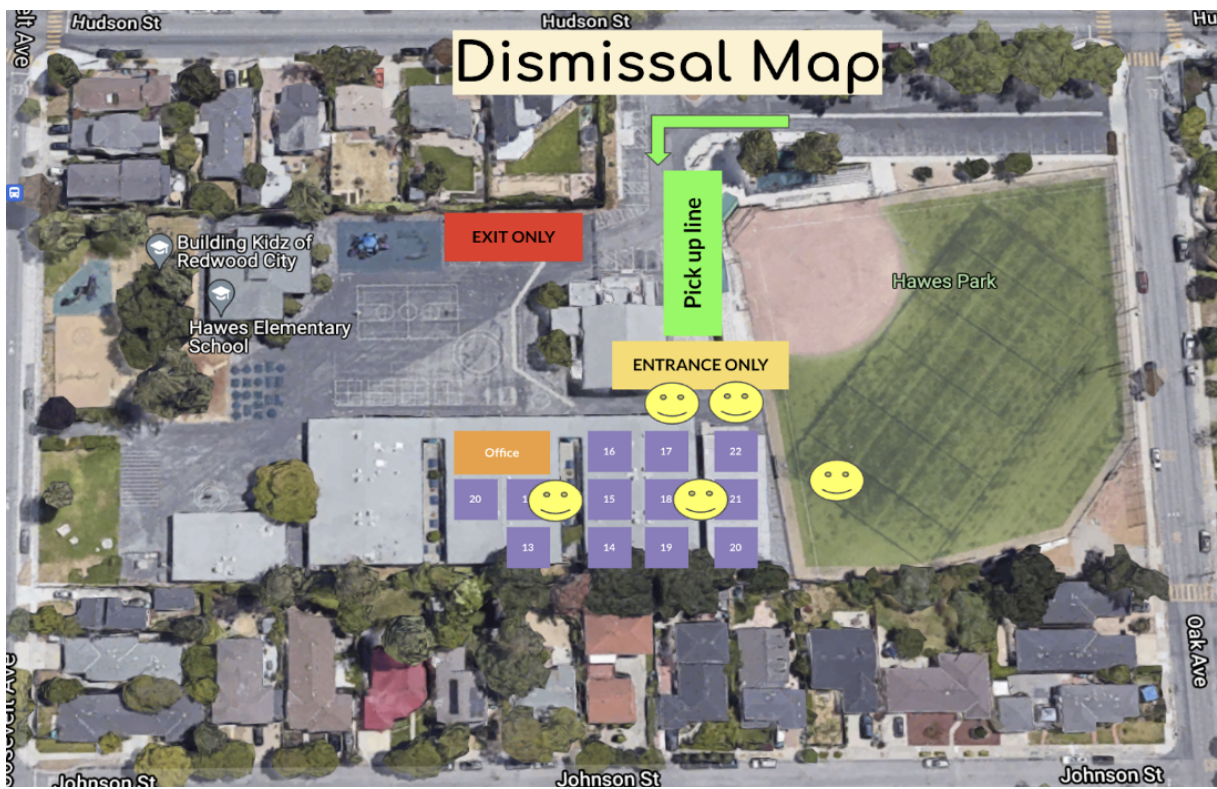 Hudson St
Hudson St
Dismissal Map
Pick up line
EXIT ONLY
Building Kidz of
Redwood City
Hawes Elementary
School
Hawes Park
ENTRANCE ONLY
Office
16
17
22
20
15
18
21
13
14
19
20
Oak Ave
Johnson St
Johnson St
Johnson St